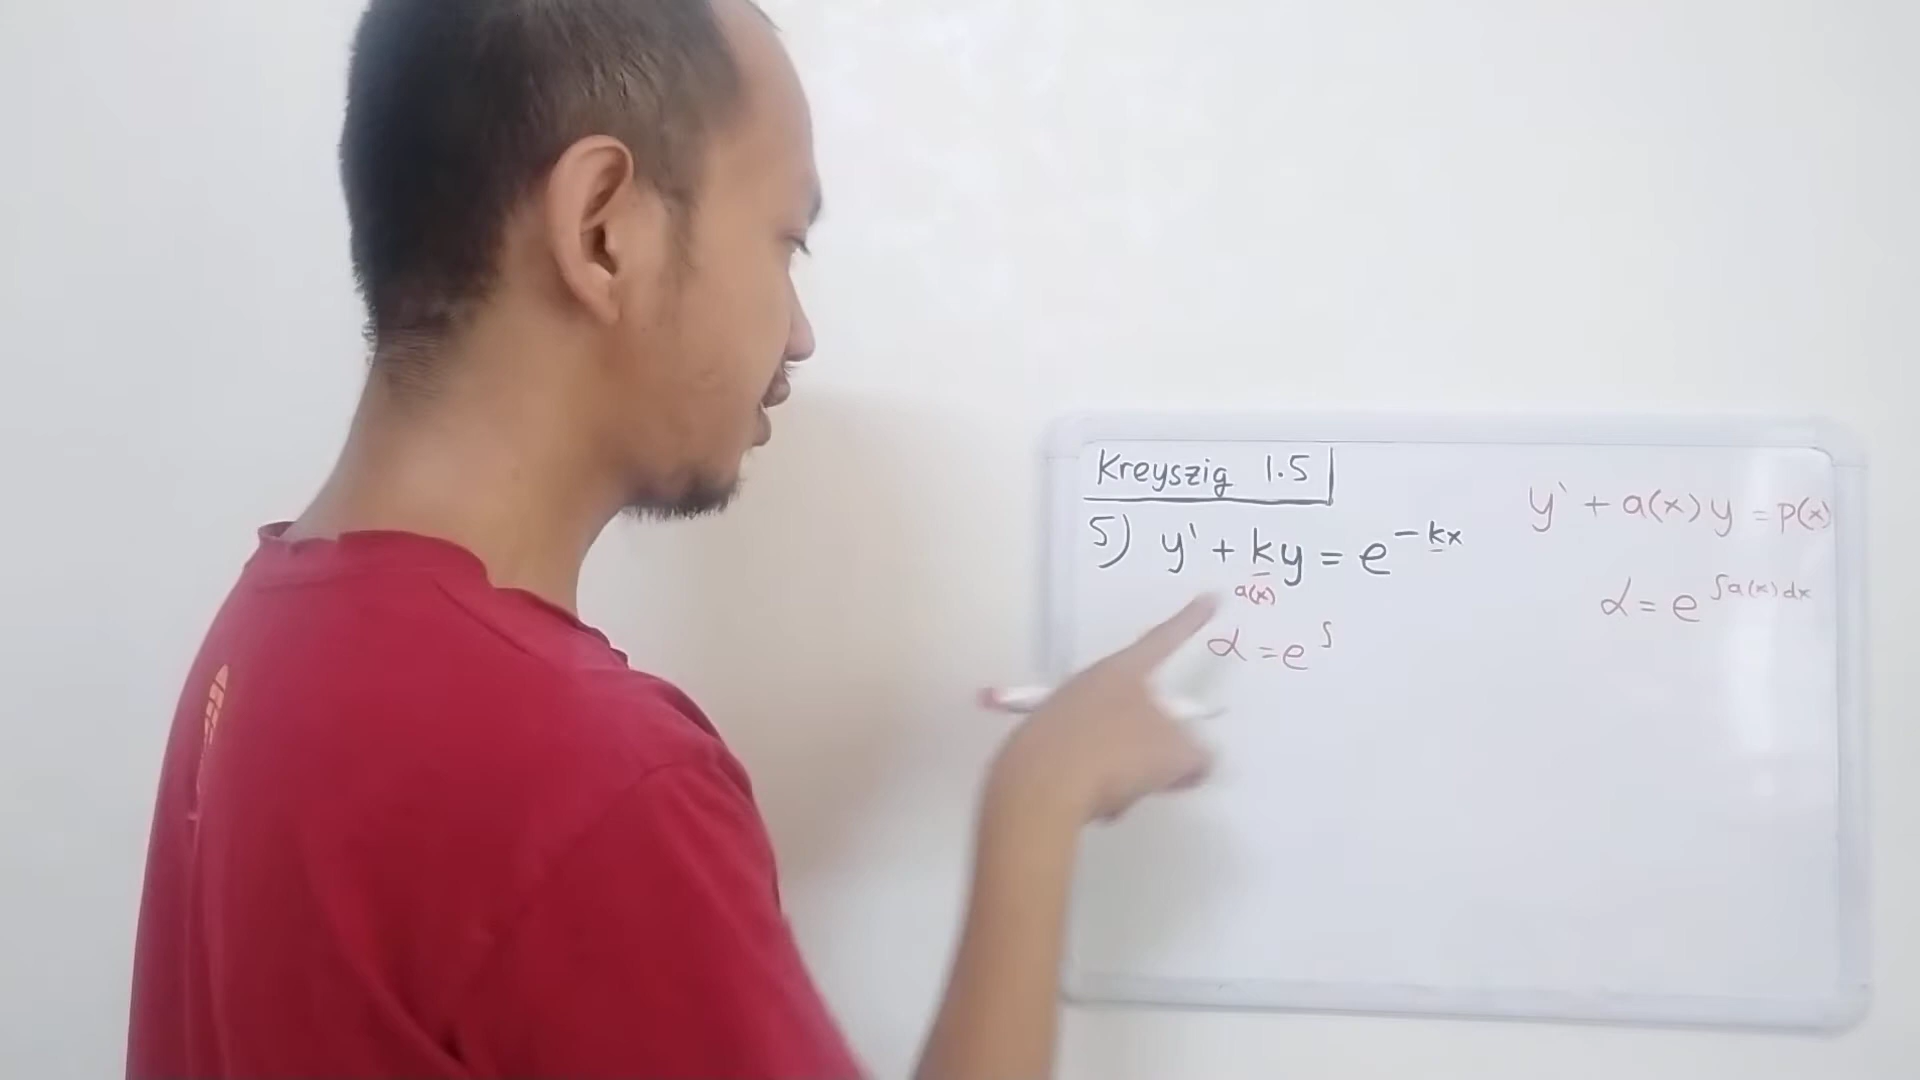 Kreyszig 1.5
5) y' + ky = e^{-kx}
a(x)
α = e^{∫
y' + a(x) y = p(x)
α = e^{∫a(x)dx}